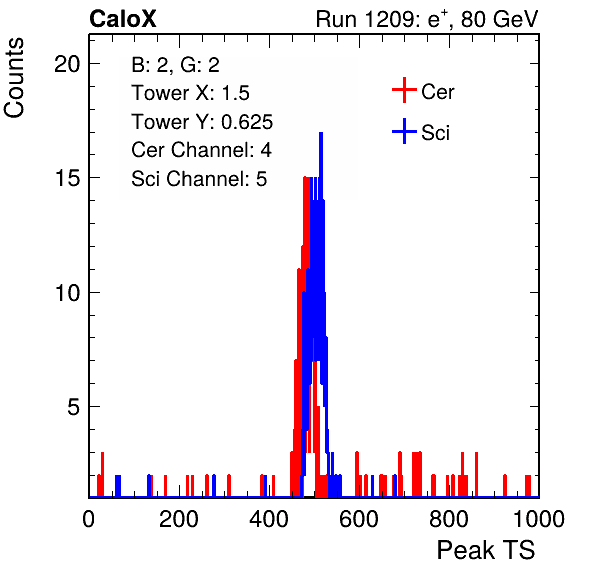 CaloX Run 1209: e⁺, 80 GeV
Counts
B: 2, G: 2
Tower X: 1.5
Tower Y: 0.625
Cer Channel: 4
Sci Channel: 5
Cer
Sci
20
15
10
5
0 200 400 600 800 1000
Peak TS